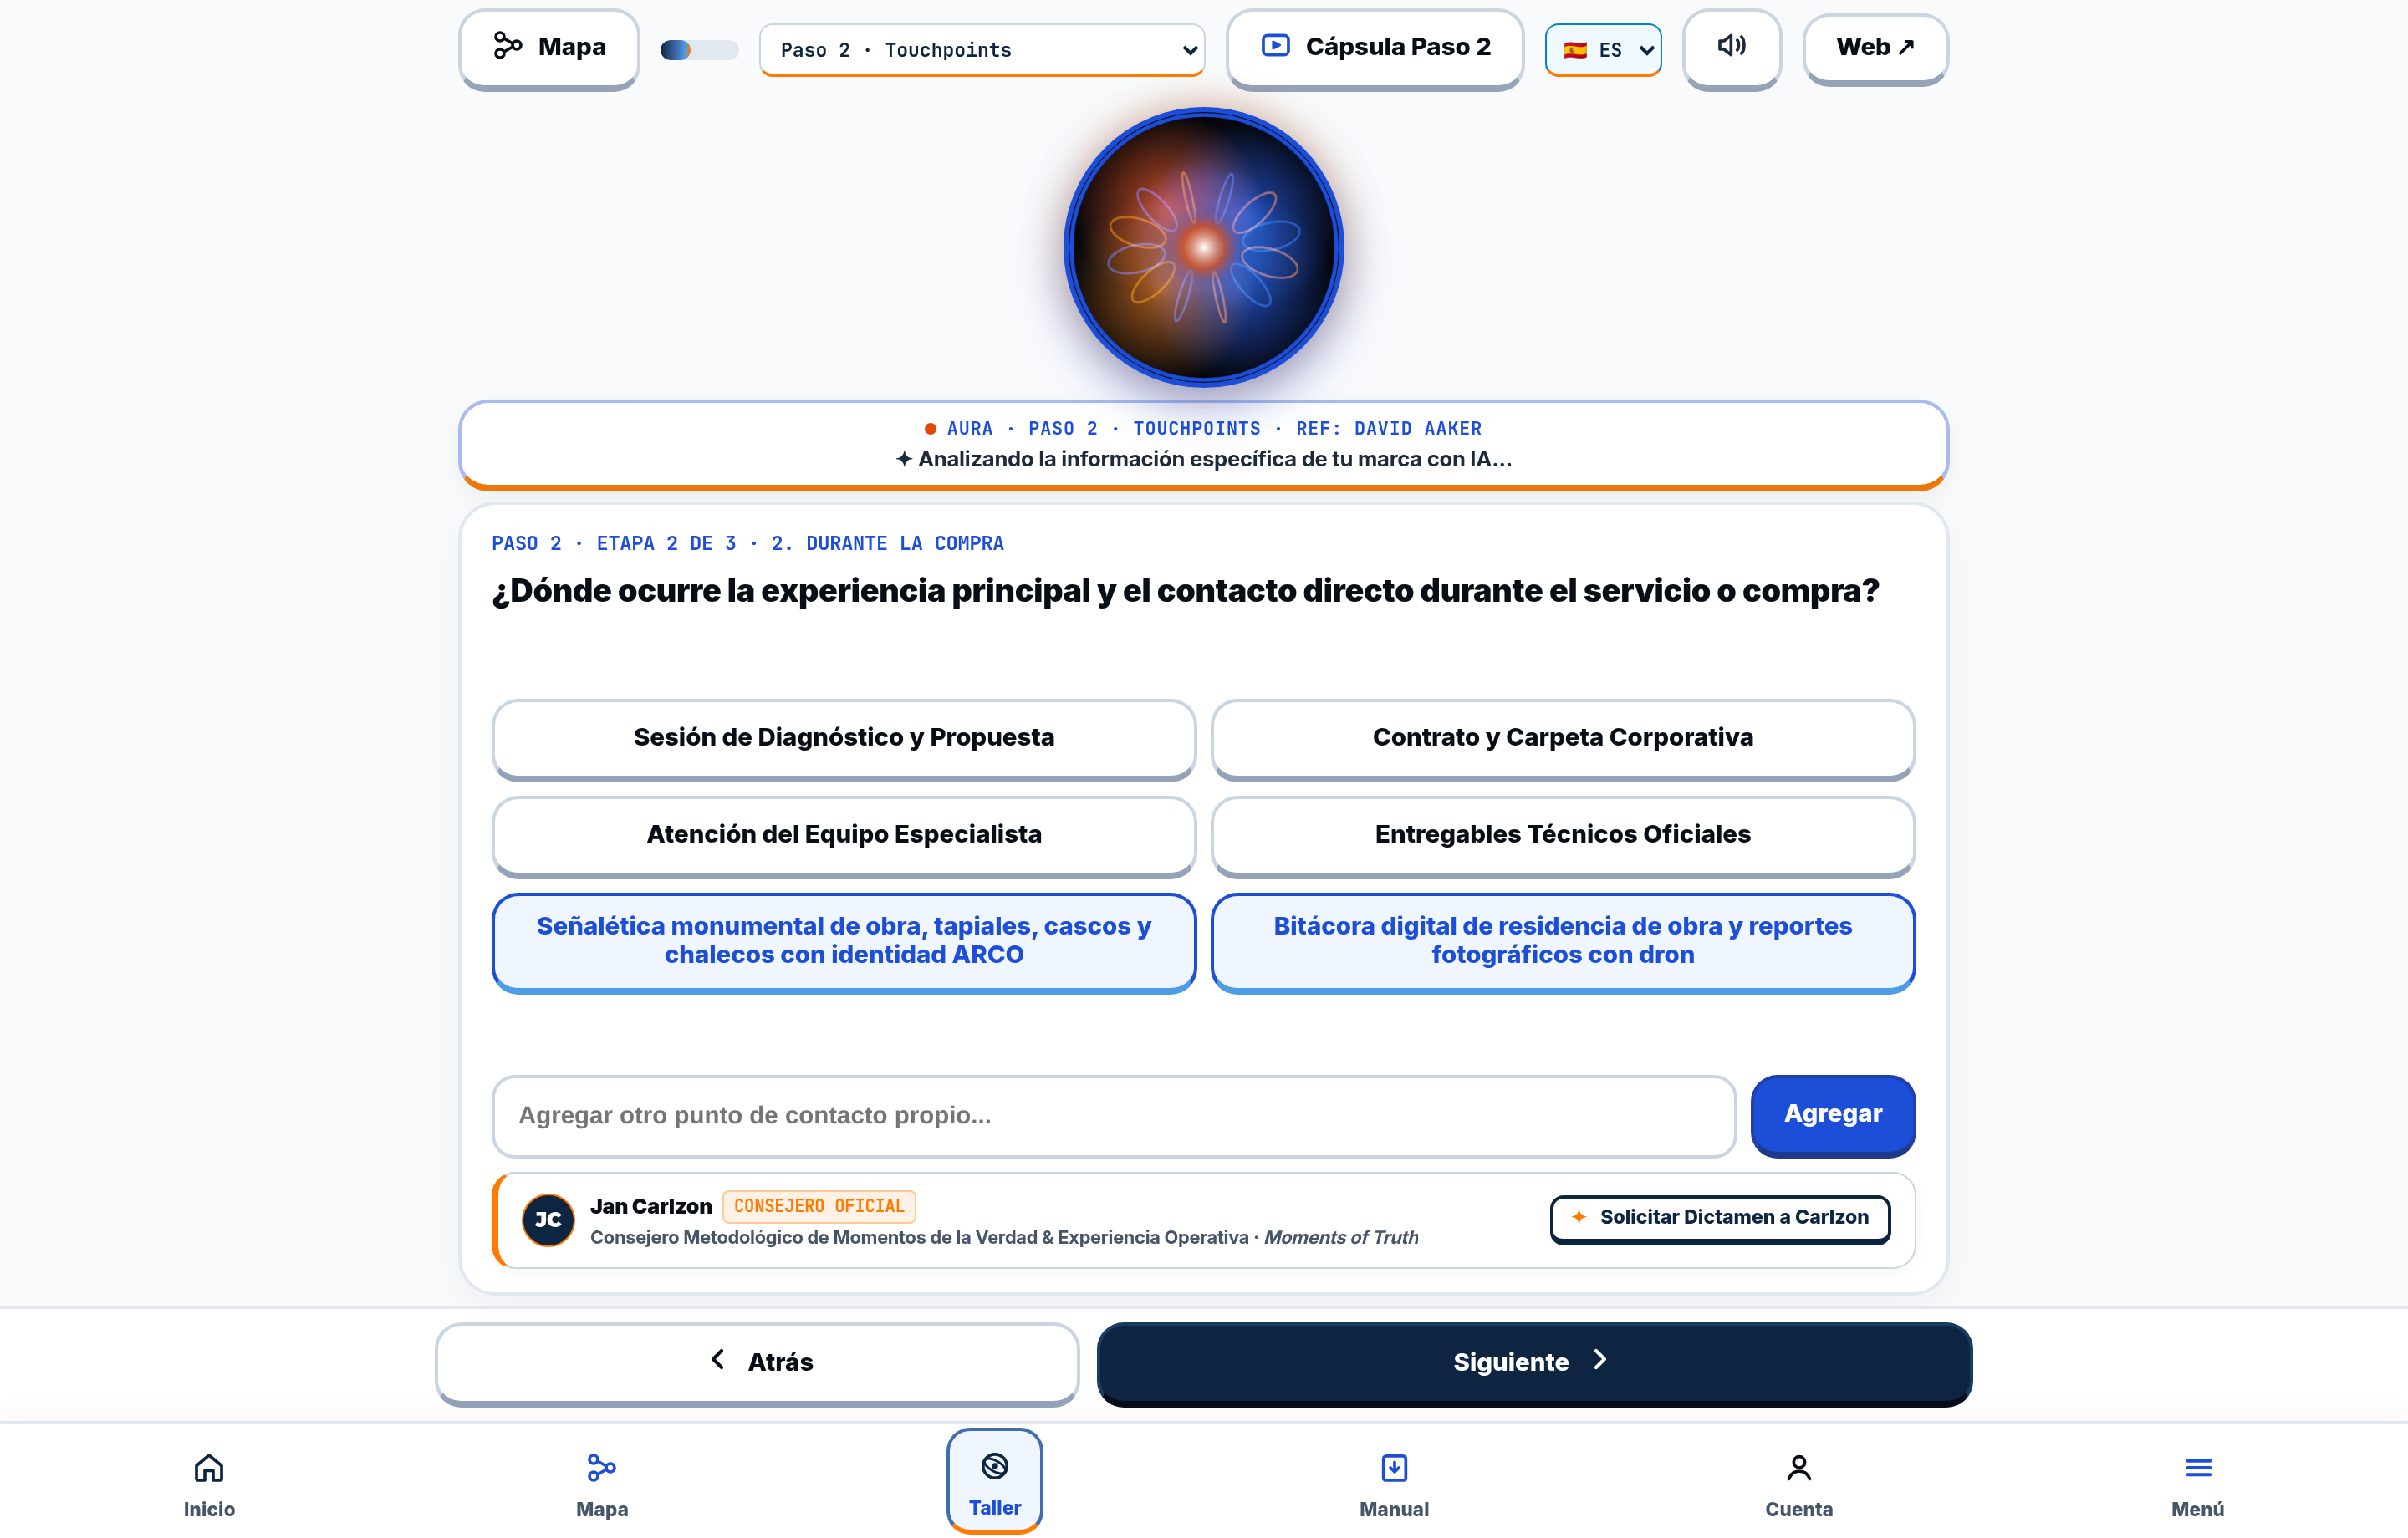 Mapa
Paso 2 · Touchpoints
Cápsula Paso 2
🇪🇸 ES
Web ↗
AURA · PASO 2 · TOUCHPOINTS · REF: DAVID AAKER
✦ Analizando la información específica de tu marca con IA...
PASO 2 · ETAPA 2 DE 3 · 2. DURANTE LA COMPRA
¿Dónde ocurre la experiencia principal y el contacto directo durante el servicio o compra?
Sesión de Diagnóstico y Propuesta
Contrato y Carpeta Corporativa
Atención del Equipo Especialista
Entregables Técnicos Oficiales
Señalética monumental de obra, tapiales, cascos y
chalecos con identidad ARCO
Bitácora digital de residencia de obra y reportes
fotográficos con dron
Agregar otro punto de contacto propio...
Agregar
JC
Jan Carlzon CONSEJERO OFICIAL
Consejero Metodológico de Momentos de la Verdad & Experiencia Operativa · Moments of Truth
✦ Solicitar Dictamen a Carlzon
Atrás
Siguiente
Inicio
Mapa
Taller
Manual
Cuenta
Menú